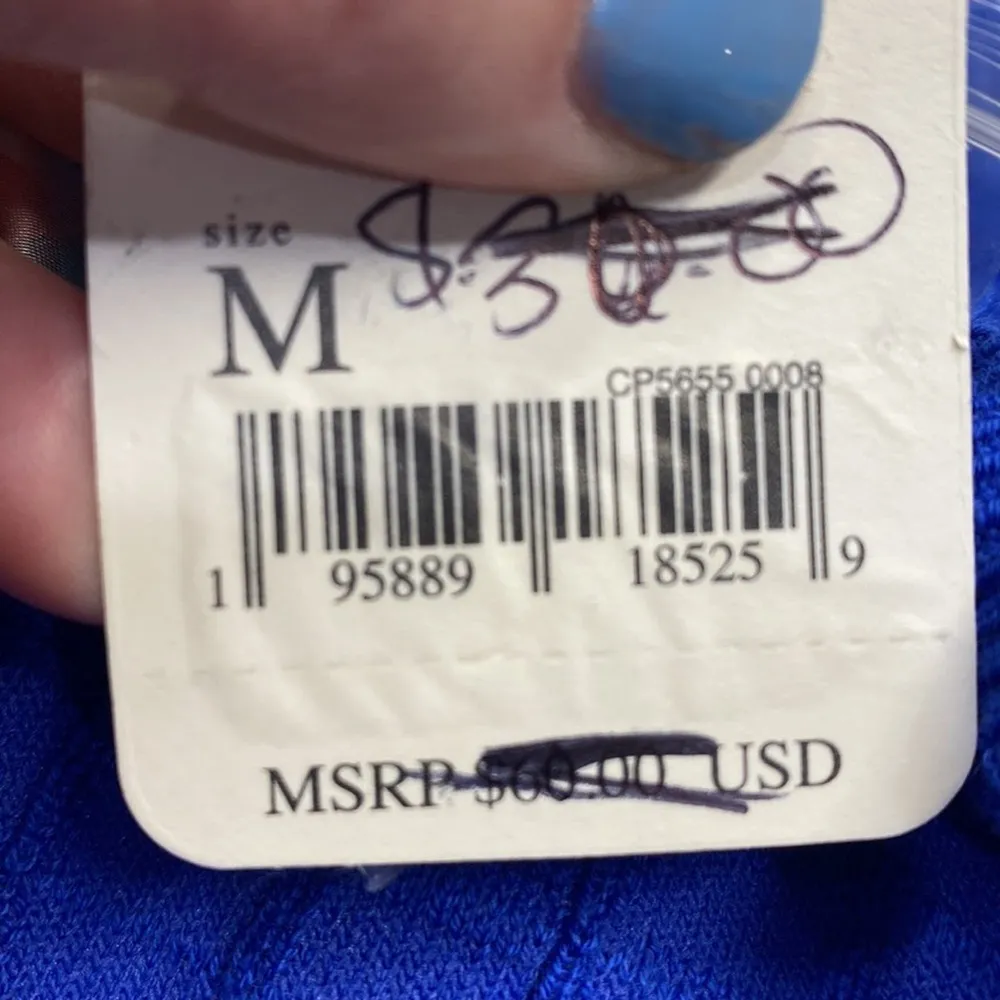 size
M
CP5655 0008
1 95889 18525 9
MSRP $60.00 USD